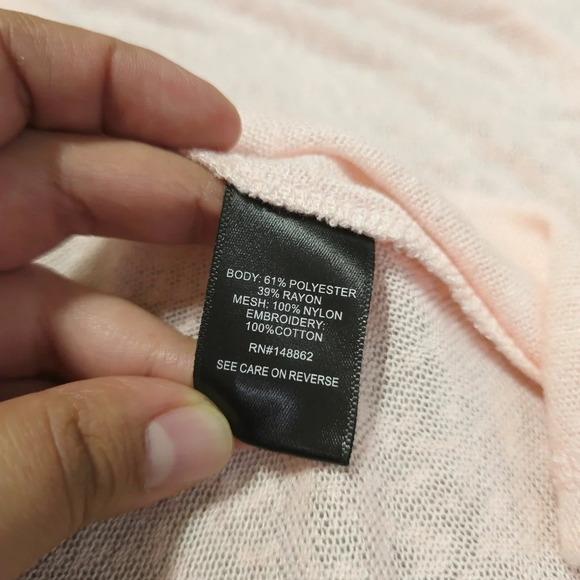 BODY: 61% POLYESTER
39% RAYON
MESH: 100% NYLON
EMBROIDERY:
100%COTTON
RN#148862
SEE CARE ON REVERSE